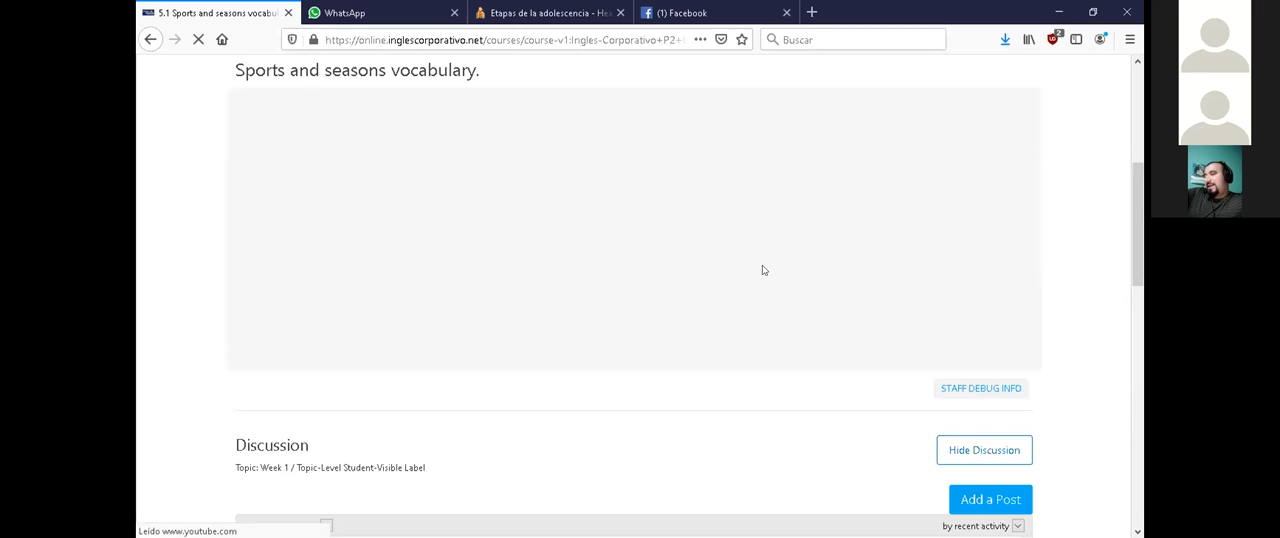 5.1 Sports and seasons vocabul
WhatsApp
Etapas de la adolescencia - He
(1) Facebook
https://online.inglescorporativo.net/courses/course-v1:Ingles-Corporativo+P2+
Buscar
2
Sports and seasons vocabulary.
STAFF DEBUG INFO
Discussion
Hide Discussion
Topic: Week 1 / Topic-Level Student-Visible Label
Add a Post
by recent activity
Leído www.youtube.com